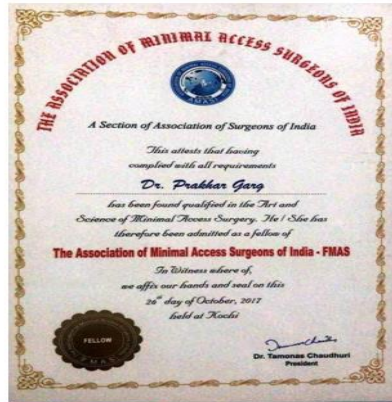 THE ASSOCIATION OF MINIMAL ACCESS SURGEONS OF INDIA
AMASI
A Section of Association of Surgeons of India
This attests that having
complied with all requirements
Dr. Prakhar Garg
has been found qualified in the Art and
Science of Minimal Access Surgery. He / She has
therefore been admitted as a fellow of
The Association of Minimal Access Surgeons of India - FMAS
In Witness where of,
we affix our hands and seal on this
26th day of October, 2017
held at Kochi
FELLOW
FMAS
Dr. Tamonas Chaudhuri
President